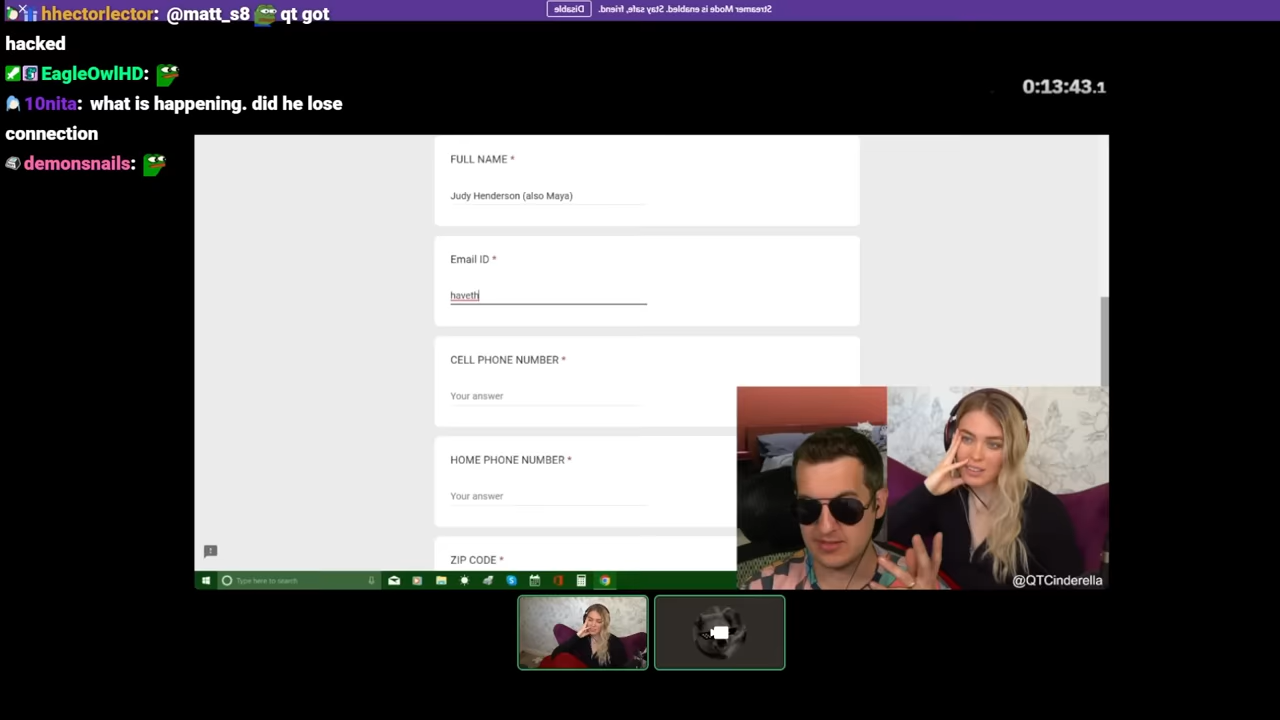 hhectorlector: @matt_s8 qt got
hacked
EagleOwlHD:
10nita: what is happening. did he lose
connection
demonsnails:
Streamer Mode is enabled. Stay safe, friend. Disable
0:13:43.1
FULL NAME *
Judy Henderson (also Maya)
Email ID *
haveth
CELL PHONE NUMBER *
Your answer
HOME PHONE NUMBER *
Your answer
ZIP CODE *
Type here to search
@QTCinderella